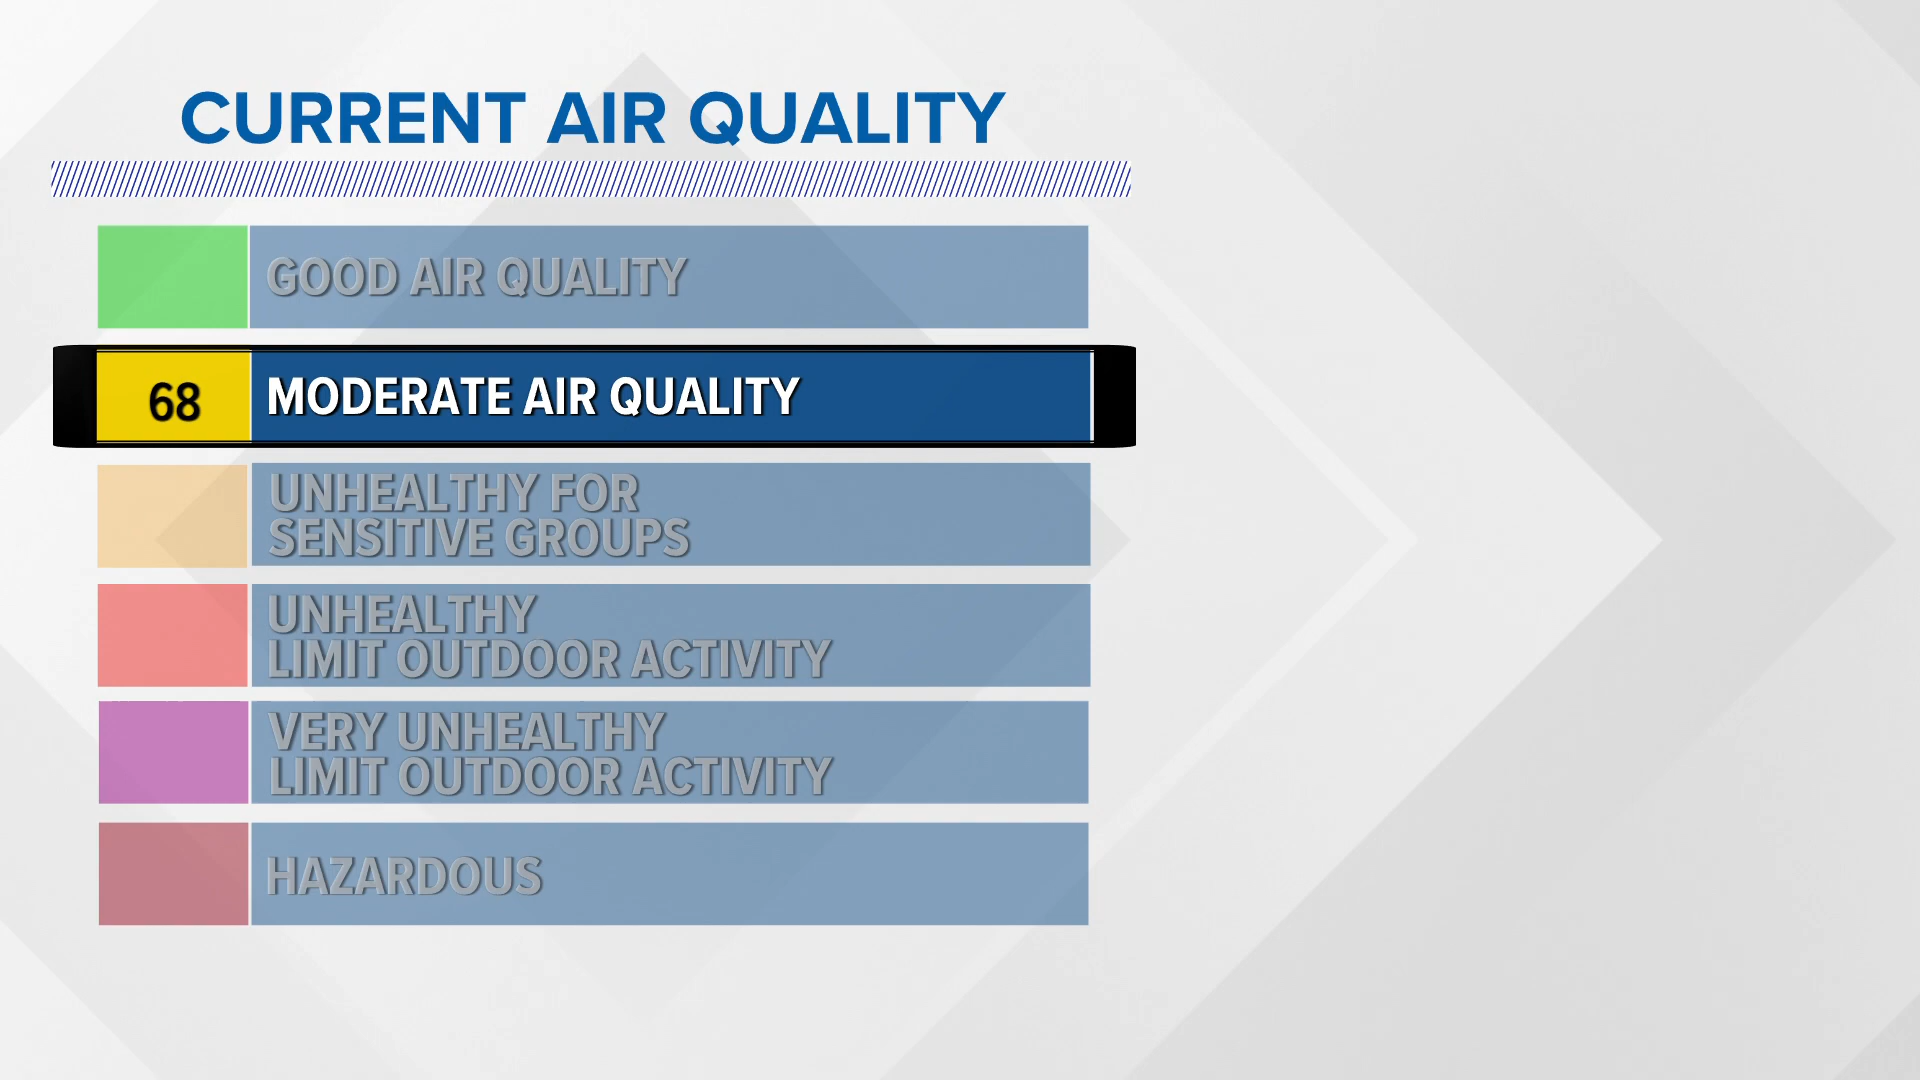 CURRENT AIR QUALITY
GOOD AIR QUALITY
68 MODERATE AIR QUALITY
UNHEALTHY FOR
SENSITIVE GROUPS
UNHEALTHY
LIMIT OUTDOOR ACTIVITY
VERY UNHEALTHY
LIMIT OUTDOOR ACTIVITY
HAZARDOUS